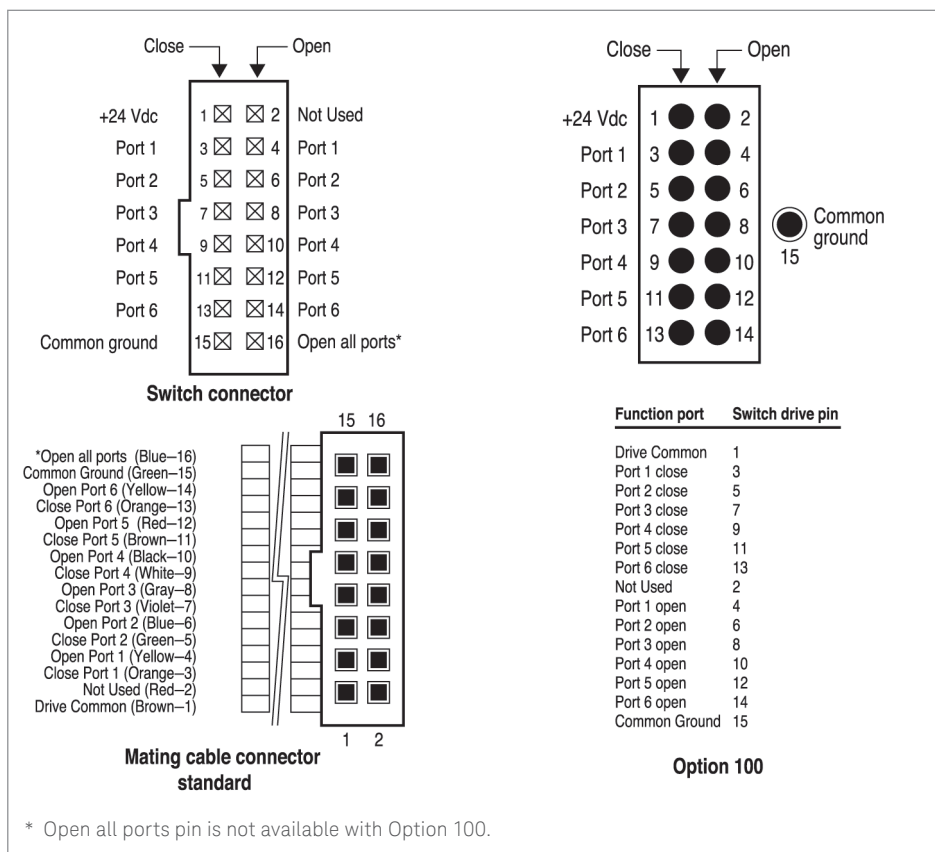 Close Open
+24 Vdc 1 2 Not Used
Port 1 3 4 Port 1
Port 2 5 6 Port 2
Port 3 7 8 Port 3
Port 4 9 10 Port 4
Port 5 11 12 Port 5
Port 6 13 14 Port 6
Common ground 15 16 Open all ports*
Switch connector
Close Open
+24 Vdc 1 2
Port 1 3 4
Port 2 5 6
Port 3 7 8
Port 4 9 10
Port 5 11 12
Port 6 13 14
Common
ground
15
15 16
*Open all ports (Blue–16)
Common Ground (Green–15)
Open Port 6 (Yellow–14)
Close Port 6 (Orange–13)
Open Port 5 (Red–12)
Close Port 5 (Brown–11)
Open Port 4 (Black–10)
Close Port 4 (White–9)
Open Port 3 (Gray–8)
Close Port 3 (Violet–7)
Open Port 2 (Blue–6)
Close Port 2 (Green–5)
Open Port 1 (Yellow–4)
Close Port 1 (Orange–3)
Not Used (Red–2)
Drive Common (Brown–1)
1 2
Mating cable connector
standard
Function port Switch drive pin
Drive Common 1
Port 1 close 3
Port 2 close 5
Port 3 close 7
Port 4 close 9
Port 5 close 11
Port 6 close 13
Not Used 2
Port 1 open 4
Port 2 open 6
Port 3 open 8
Port 4 open 10
Port 5 open 12
Port 6 open 14
Common Ground 15
Option 100
* Open all ports pin is not available with Option 100.